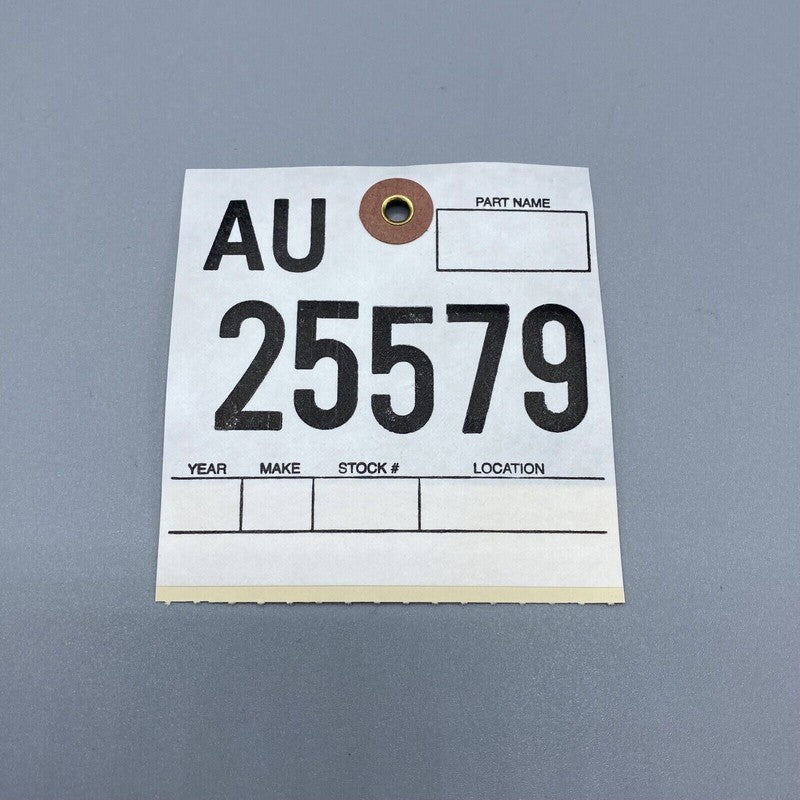 AU
PART NAME
25579
YEAR MAKE STOCK # LOCATION